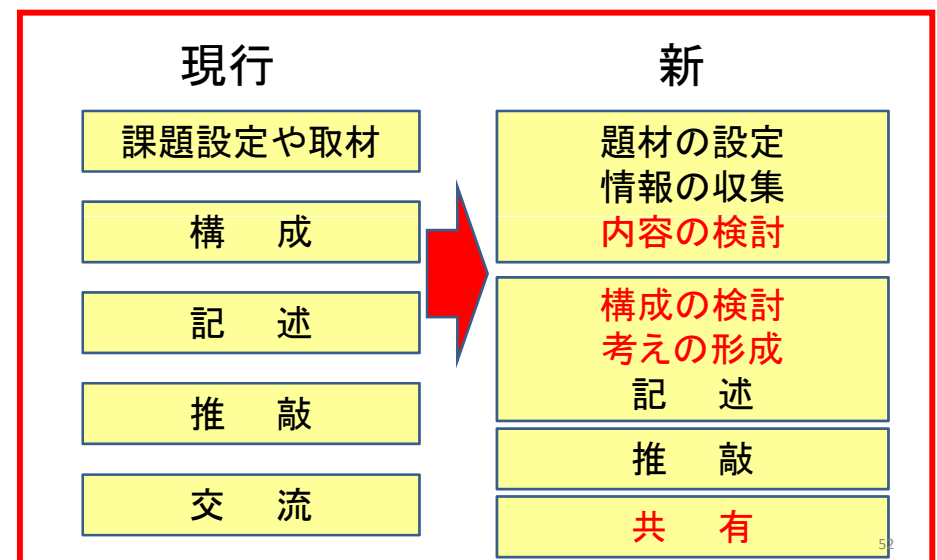 現行
課題設定や取材
構　成
記　述
推　敲
交　流
新
題材の設定
情報の収集
内容の検討
構成の検討
考えの形成
記　述
推　敲
共　有
52